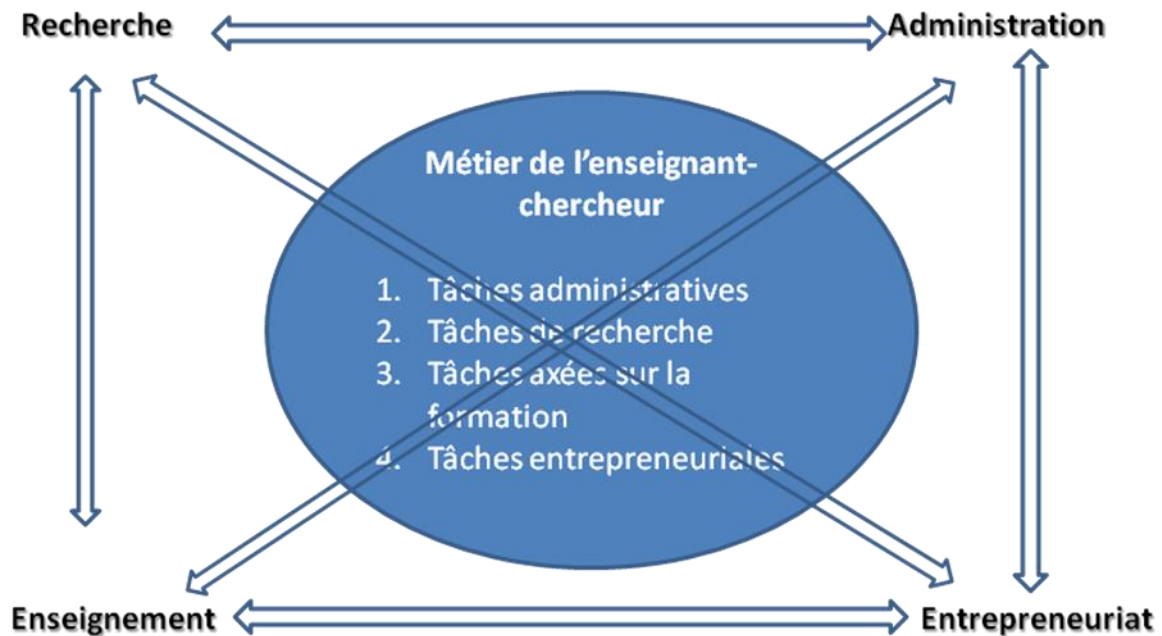 Recherche
Administration
Métier de l'enseignant-
chercheur
1. Tâches administratives
2. Tâches de recherche
3. Tâches axées sur la
formation
4. Tâches entrepreneuriales
Enseignement
Entrepreneuriat